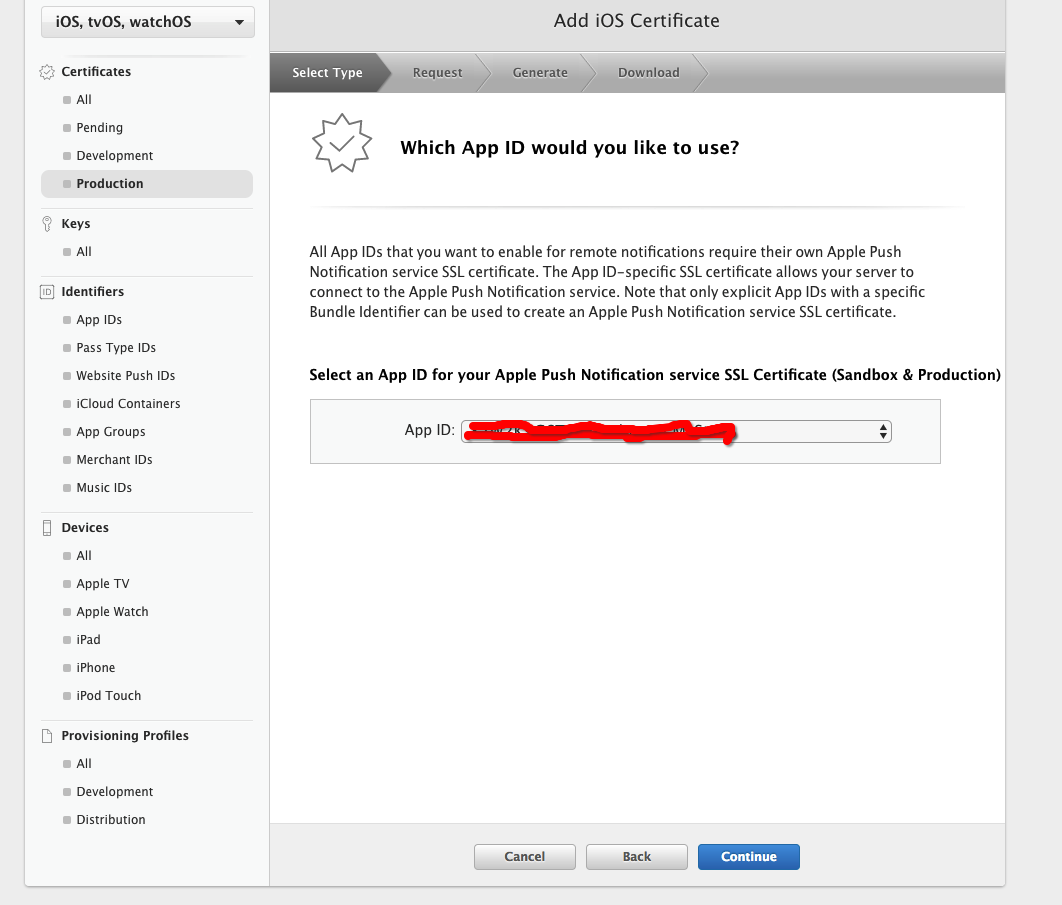 iOS, tvOS, watchOS
Certificates
All
Pending
Development
Production
Keys
All
ID
Identifiers
App IDs
Pass Type IDs
Website Push IDs
iCloud Containers
App Groups
Merchant IDs
Music IDs
Devices
All
Apple TV
Apple Watch
iPad
iPhone
iPod Touch
Provisioning Profiles
All
Development
Distribution
Add iOS Certificate
Select Type
Request
Generate
Download
Which App ID would you like to use?
All App IDs that you want to enable for remote notifications require their own Apple Push
Notification service SSL certificate. The App ID-specific SSL certificate allows your server to
connect to the Apple Push Notification service. Note that only explicit App IDs with a specific
Bundle Identifier can be used to create an Apple Push Notification service SSL certificate.
Select an App ID for your Apple Push Notification service SSL Certificate (Sandbox & Production)
App ID:
Cancel
Back
Continue